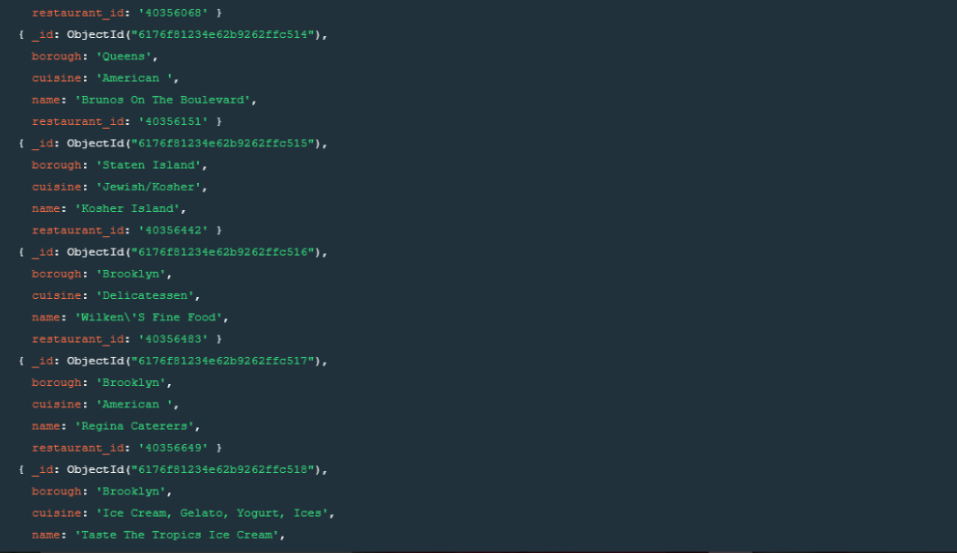 restaurant_id: '40356068' }
{ _id: ObjectId("6176f81234e62b9262ffc514"),
borough: 'Queens',
cuisine: 'American ',
name: 'Brunos On The Boulevard',
restaurant_id: '40356151' }
{ _id: ObjectId("6176f81234e62b9262ffc515"),
borough: 'Staten Island',
cuisine: 'Jewish/Kosher',
name: 'Kosher Island',
restaurant_id: '40356442' }
{ _id: ObjectId("6176f81234e62b9262ffc516"),
borough: 'Brooklyn',
cuisine: 'Delicatessen',
name: 'Wilken\'S Fine Food',
restaurant_id: '40356483' }
{ _id: ObjectId("6176f81234e62b9262ffc517"),
borough: 'Brooklyn',
cuisine: 'American ',
name: 'Regina Caterers',
restaurant_id: '40356649' }
{ _id: ObjectId("6176f81234e62b9262ffc518"),
borough: 'Brooklyn',
cuisine: 'Ice Cream, Gelato, Yogurt, Ices',
name: 'Taste The Tropics Ice Cream',